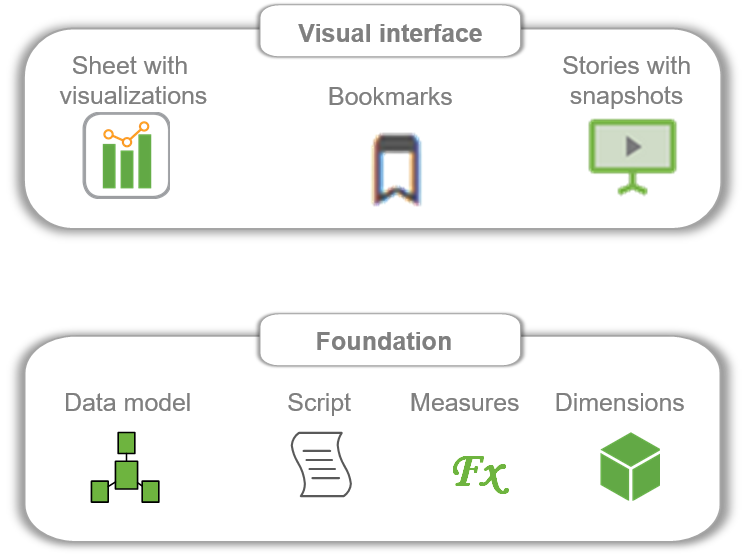 Visual interface
Sheet with
visualizations
Bookmarks
Stories with
snapshots
Foundation
Data model
Script
Measures
Dimensions
Fx